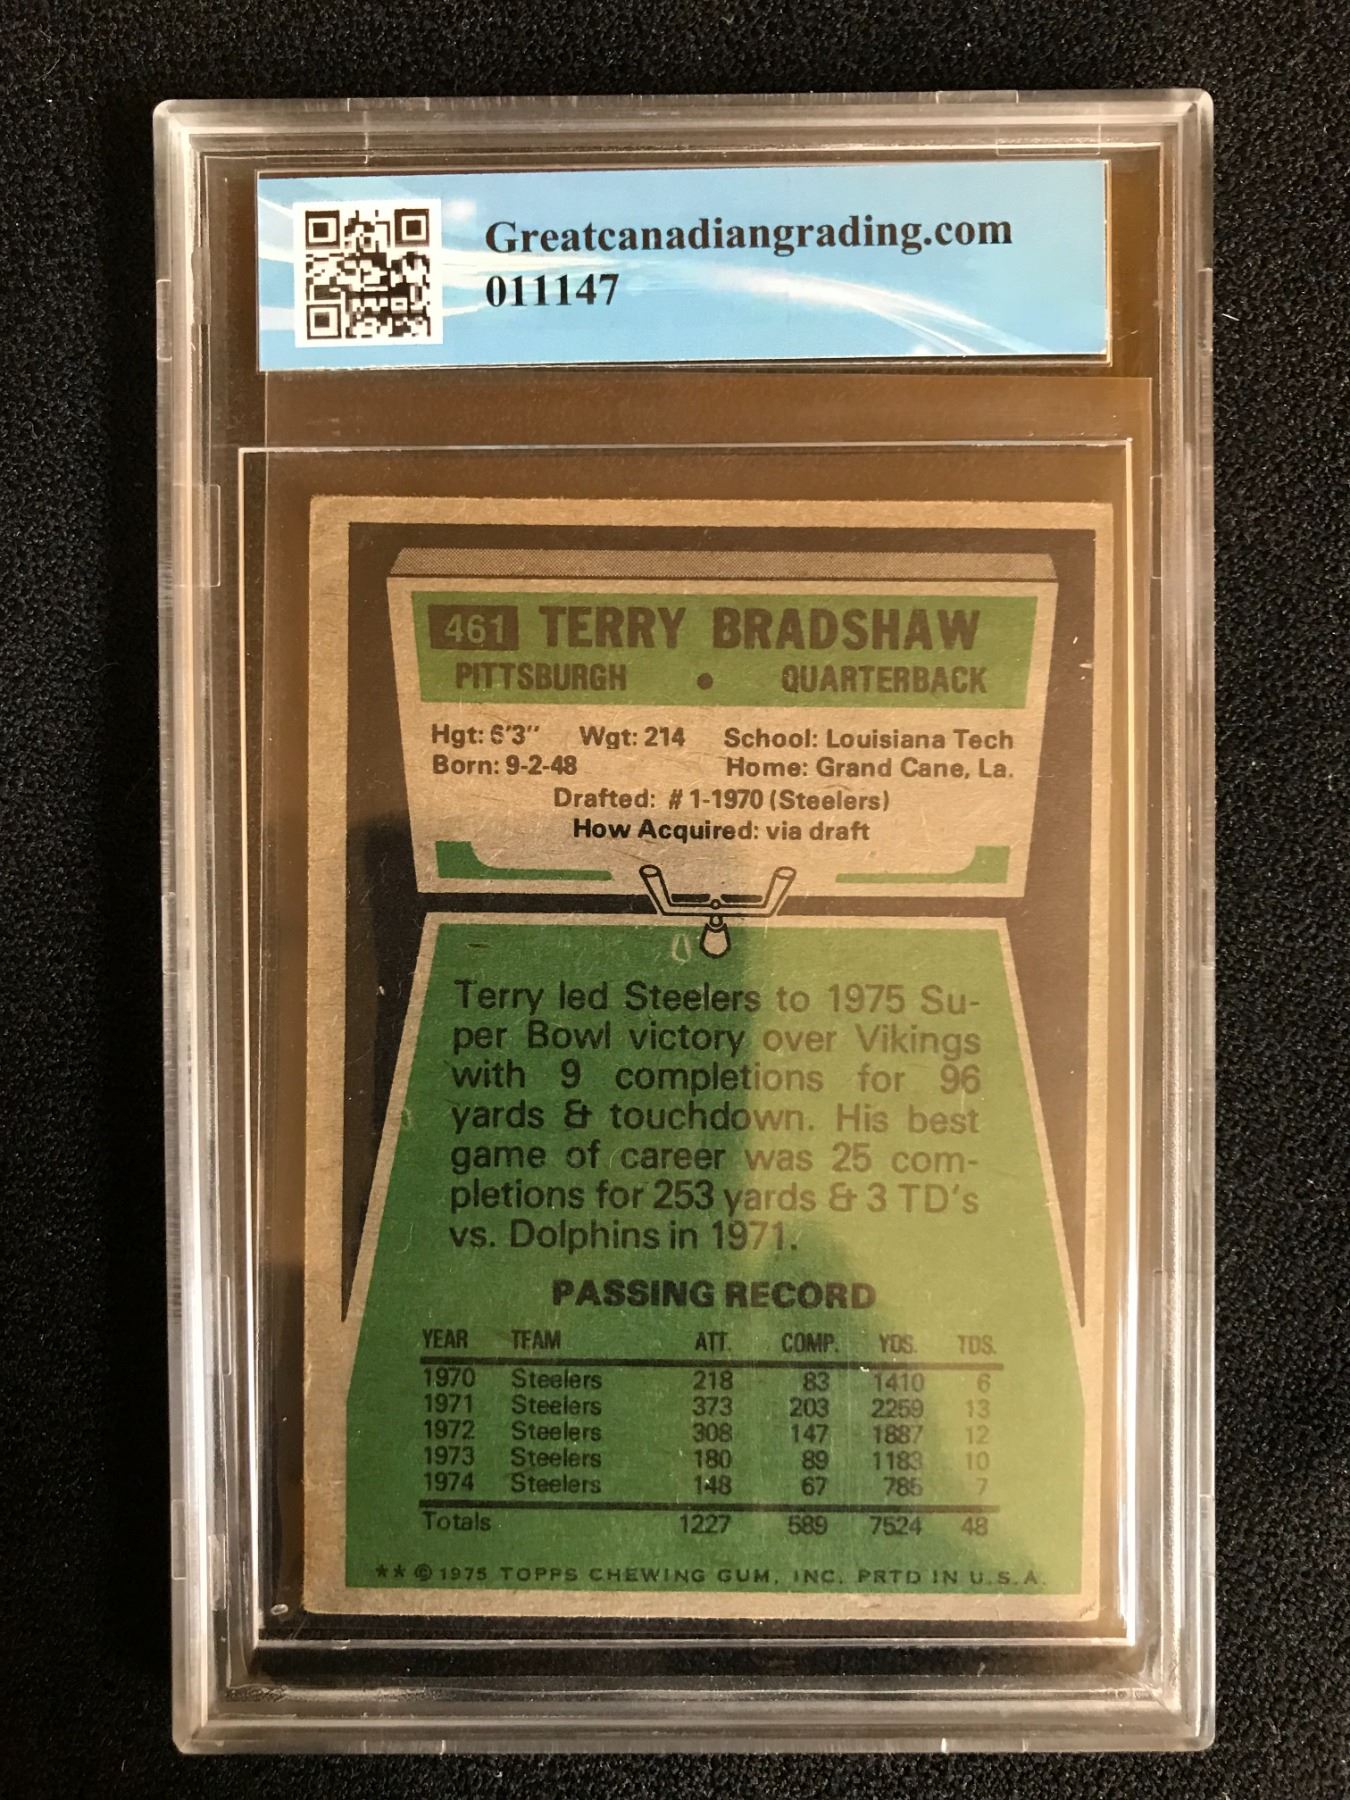 Greatcanadiangrading.com
011147
461 TERRY BRADSHAW
PITTSBURGH • QUARTERBACK
Hgt: 6'3" Wgt: 214 School: Louisiana Tech
Born: 9-2-48 Home: Grand Cane, La.
Drafted: # 1-1970 (Steelers)
How Acquired: via draft
Terry led Steelers to 1975 Su-
per Bowl victory over Vikings
with 9 completions for 96
yards & touchdown. His best
game of career was 25 com-
pletions for 253 yards & 3 TD's
vs. Dolphins in 1971.
PASSING RECORD
YEAR TEAM ATT. COMP. YDS. TDS.
1970 Steelers 218 83 1410 6
1971 Steelers 373 203 2259 13
1972 Steelers 308 147 1887 12
1973 Steelers 180 89 1183 10
1974 Steelers 148 67 785 7
Totals 1227 589 7524 48
** © 1975 TOPPS CHEWING GUM, INC. PRTD IN U.S.A.